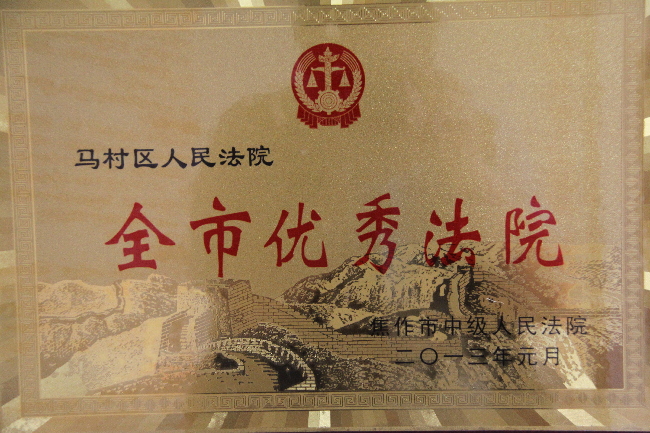 马村区人民法院
全市优秀法院
焦作市中级人民法院
二〇一三年元月